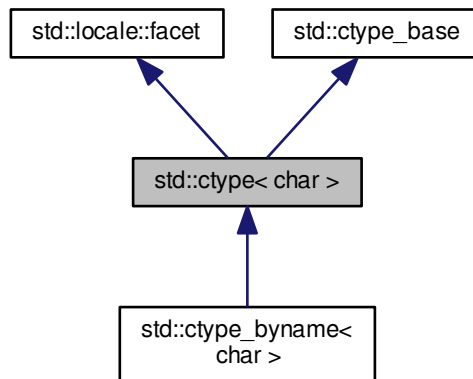 std::locale::facet
std::ctype_base
std::ctype< char >
std::ctype_byname<
char >